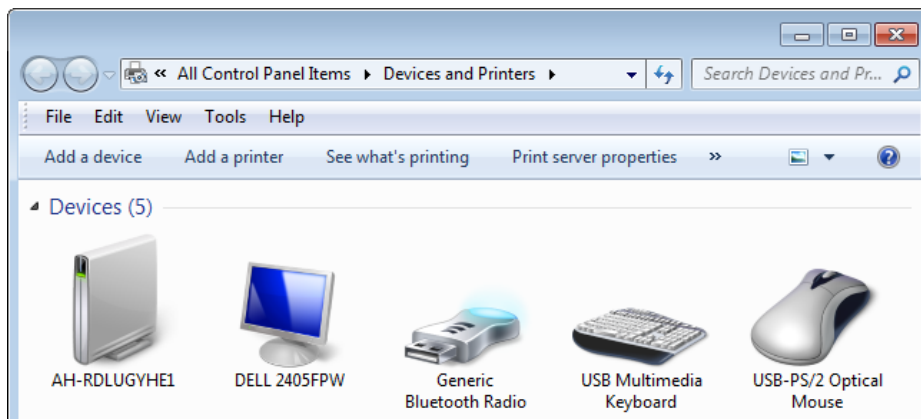 « All Control Panel Items ▸ Devices and Printers ▸ Search Devices and Pr...
File Edit View Tools Help
Add a device Add a printer See what's printing Print server properties »
Devices (5)
AH-RDLUGYHE1 DELL 2405FPW Generic USB Multimedia USB-PS/2 Optical
Bluetooth Radio Keyboard Mouse